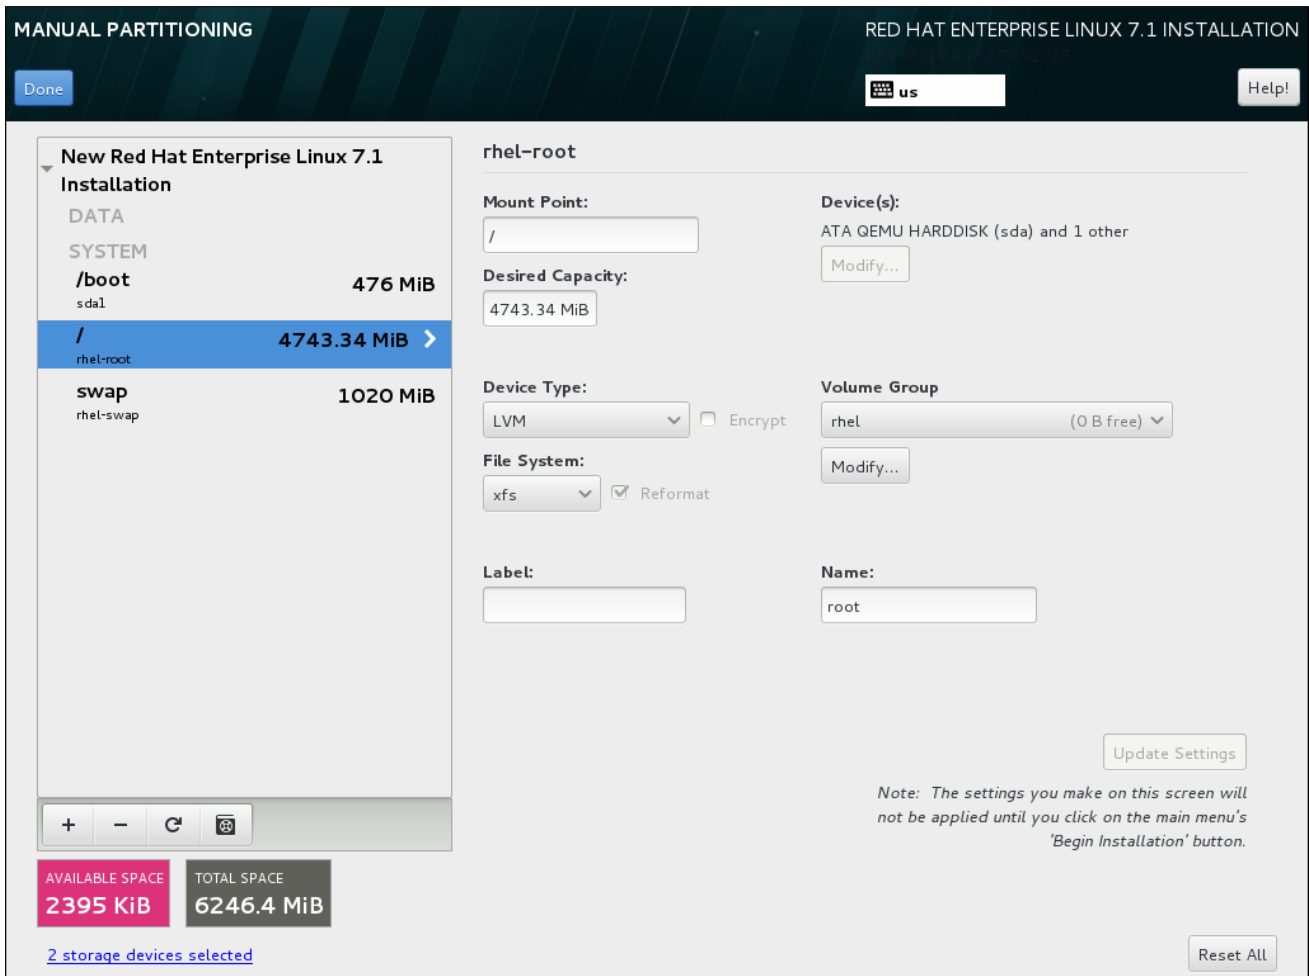 MANUAL PARTITIONING
RED HAT ENTERPRISE LINUX 7.1 INSTALLATION
Done
us
Help!
New Red Hat Enterprise Linux 7.1
Installation
DATA
SYSTEM
/boot
476 MiB
sda1
/
4743.34 MiB
rhel-root
swap
1020 MiB
rhel-swap
+
−
AVAILABLE SPACE
2395 KiB
TOTAL SPACE
6246.4 MiB
2 storage devices selected
rhel-root
Mount Point:
/
Device(s):
ATA QEMU HARDDISK (sda) and 1 other
Modify...
Desired Capacity:
4743.34 MiB
Device Type:
LVM
Encrypt
Volume Group
rhel (0 B free)
Modify...
File System:
xfs
Reformat
Label:
Name:
root
Update Settings
Note: The settings you make on this screen will
not be applied until you click on the main menu's
'Begin Installation' button.
Reset All